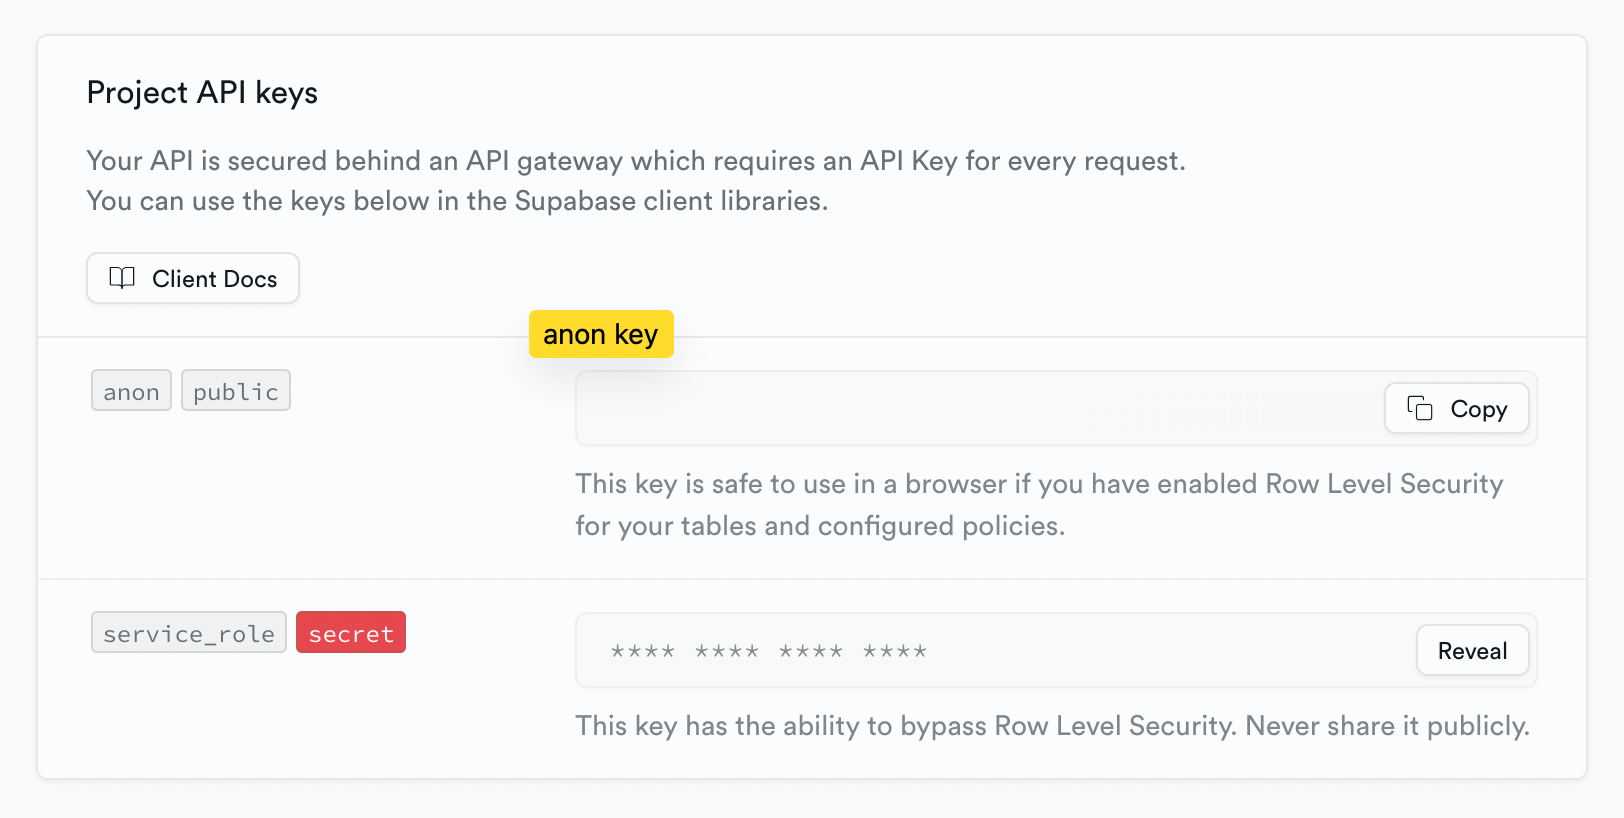 Project API keys
Your API is secured behind an API gateway which requires an API Key for every request.
You can use the keys below in the Supabase client libraries.
Client Docs
anon key
anon public
Copy
This key is safe to use in a browser if you have enabled Row Level Security
for your tables and configured policies.
service_role secret
**** **** **** ****
Reveal
This key has the ability to bypass Row Level Security. Never share it publicly.